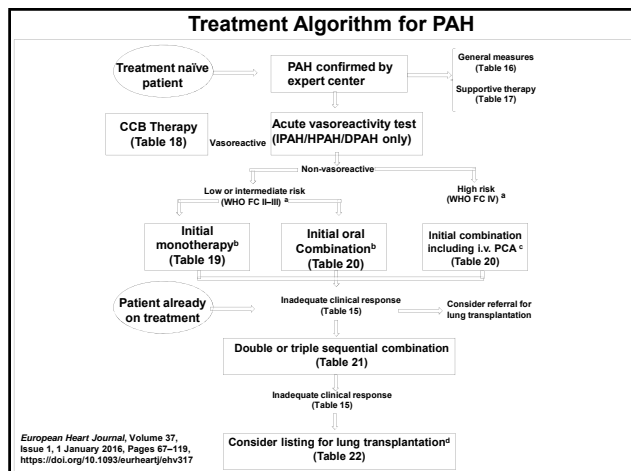 Treatment Algorithm for PAH
Treatment naïve
patient
PAH confirmed by
expert center
General measures
(Table 16)
Supportive therapy
(Table 17)
CCB Therapy
(Table 18)
Vasoreactive
Acute vasoreactivity test
(IPAH/HPAH/DPAH only)
Non-vasoreactive
Low or intermediate risk
(WHO FC II–III) a
High risk
(WHO FC IV) a
Initial
monotherapyb
(Table 19)
Initial oral
Combinationb
(Table 20)
Initial combination
including i.v. PCA c
(Table 20)
Patient already
on treatment
Inadequate clinical response
(Table 15)
Consider referral for
lung transplantation
Double or triple sequential combination
(Table 21)
Inadequate clinical response
(Table 15)
Consider listing for lung transplantationd
(Table 22)
European Heart Journal, Volume 37,
Issue 1, 1 January 2016, Pages 67–119,
https://doi.org/10.1093/eurheartj/ehv317